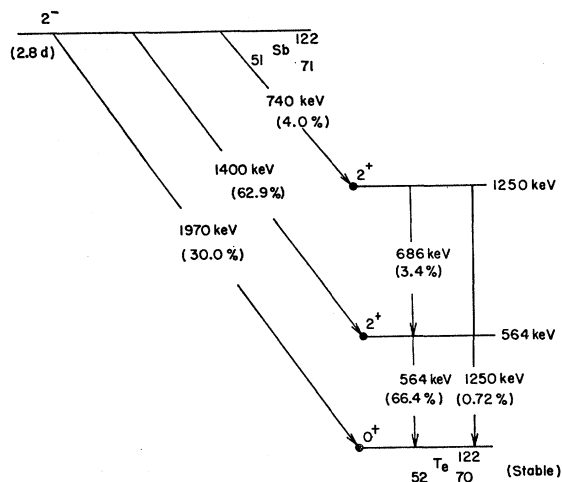 2-
122
51 Sb 71
(2.8 d)
740 keV
(4.0 %)
2+
1250 keV
1400 keV
(62.9%)
1970 keV
(30.0%)
686 keV
(3.4%)
2+
564 keV
564 keV
(66.4%)
1250 keV
(0.72%)
0+
122
Te
52 70
(Stable)